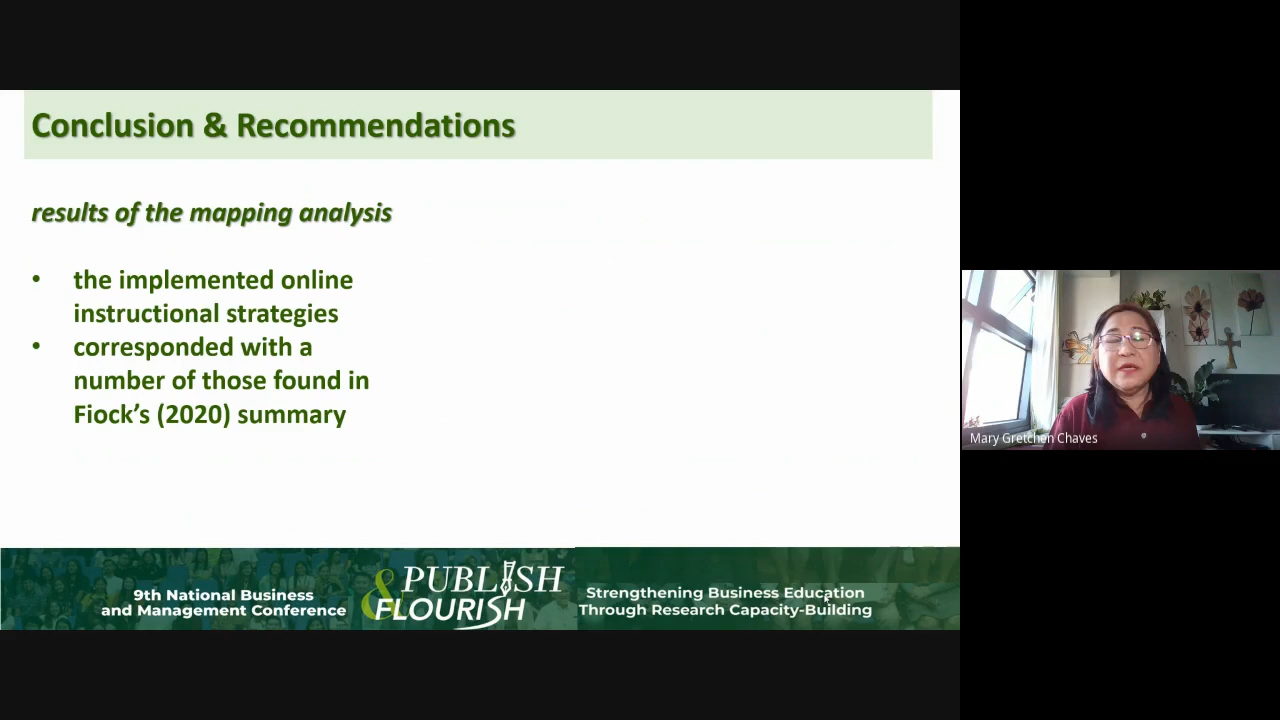 Conclusion & Recommendations
results of the mapping analysis
• the implemented online
instructional strategies
• corresponded with a
number of those found in
Fiock’s (2020) summary
Mary Gretchen Chaves
9th National Business
and Management Conference
PUBLISH
& FLOURISH
Strengthening Business Education
Through Research Capacity-Building